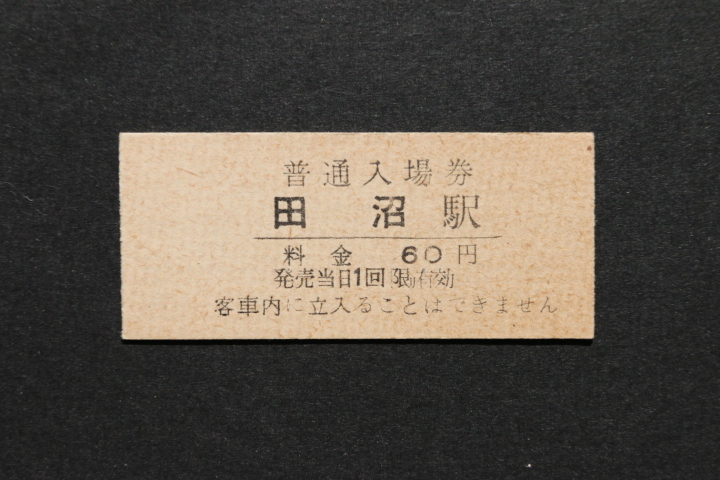 普通入場券
田沼駅
料金 60円
発売当日1回限り有効
客車内に立入ることはできません